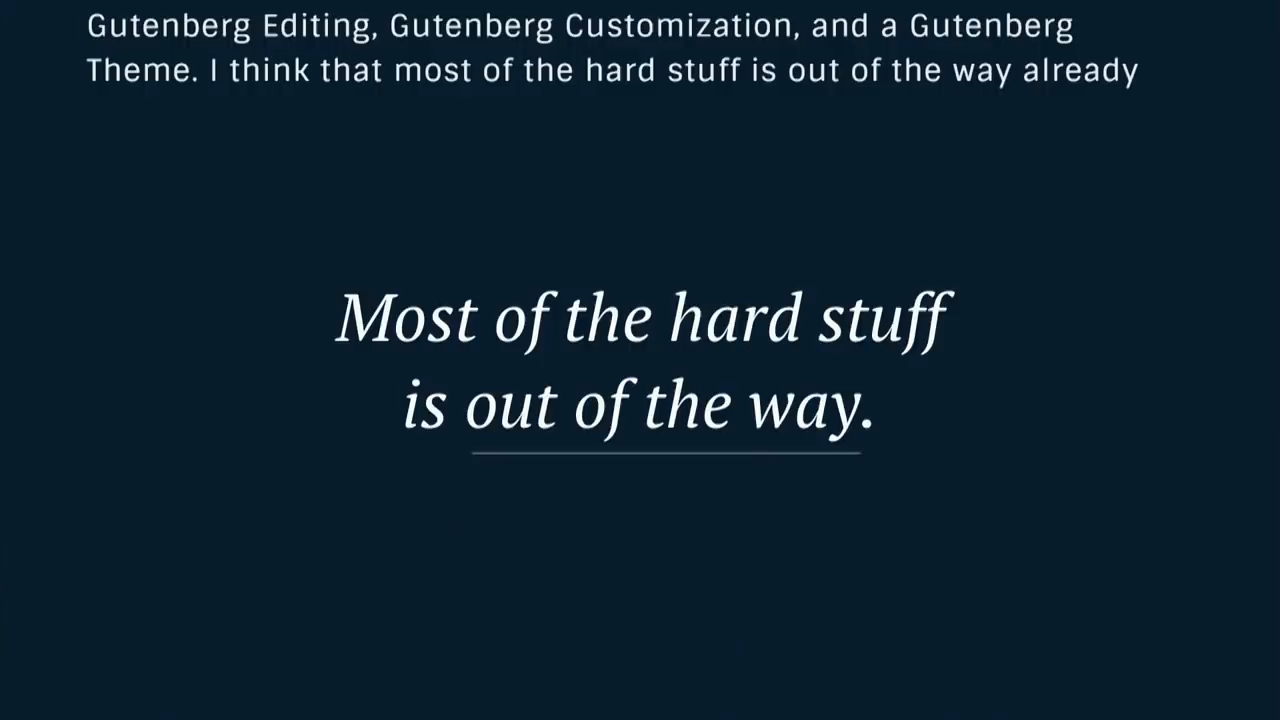 Gutenberg Editing, Gutenberg Customization, and a Gutenberg
Theme. I think that most of the hard stuff is out of the way already
Most of the hard stuff
is out of the way.